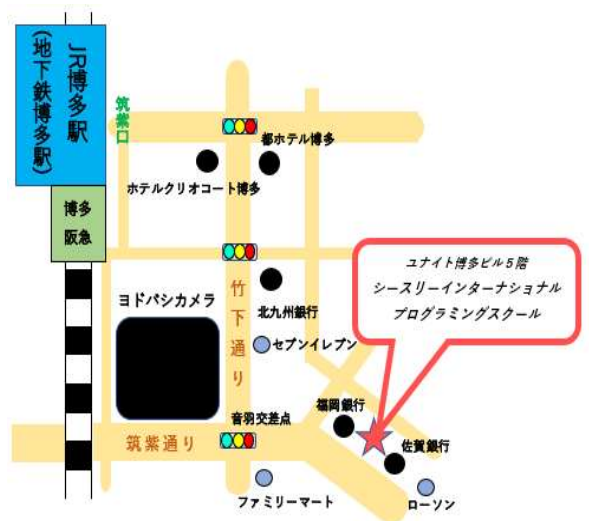 JR博多駅
(地下鉄博多駅)
筑紫口
都ホテル博多
ホテルクリオコート博多
博多
阪急
ユナイト博多ビル5階
シースリーインターナショナル
プログラミングスクール
ヨドバシカメラ
竹下通り
北九州銀行
セブンイレブン
福岡銀行
音羽交差点
筑紫通り
佐賀銀行
ファミリーマート
ローソン